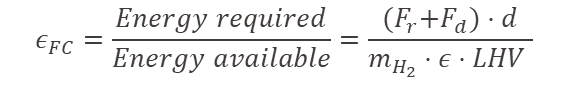 ϵ_FC = Energy required / Energy available = (F_r+F_d) · d / m_H₂ · ϵ · LHV